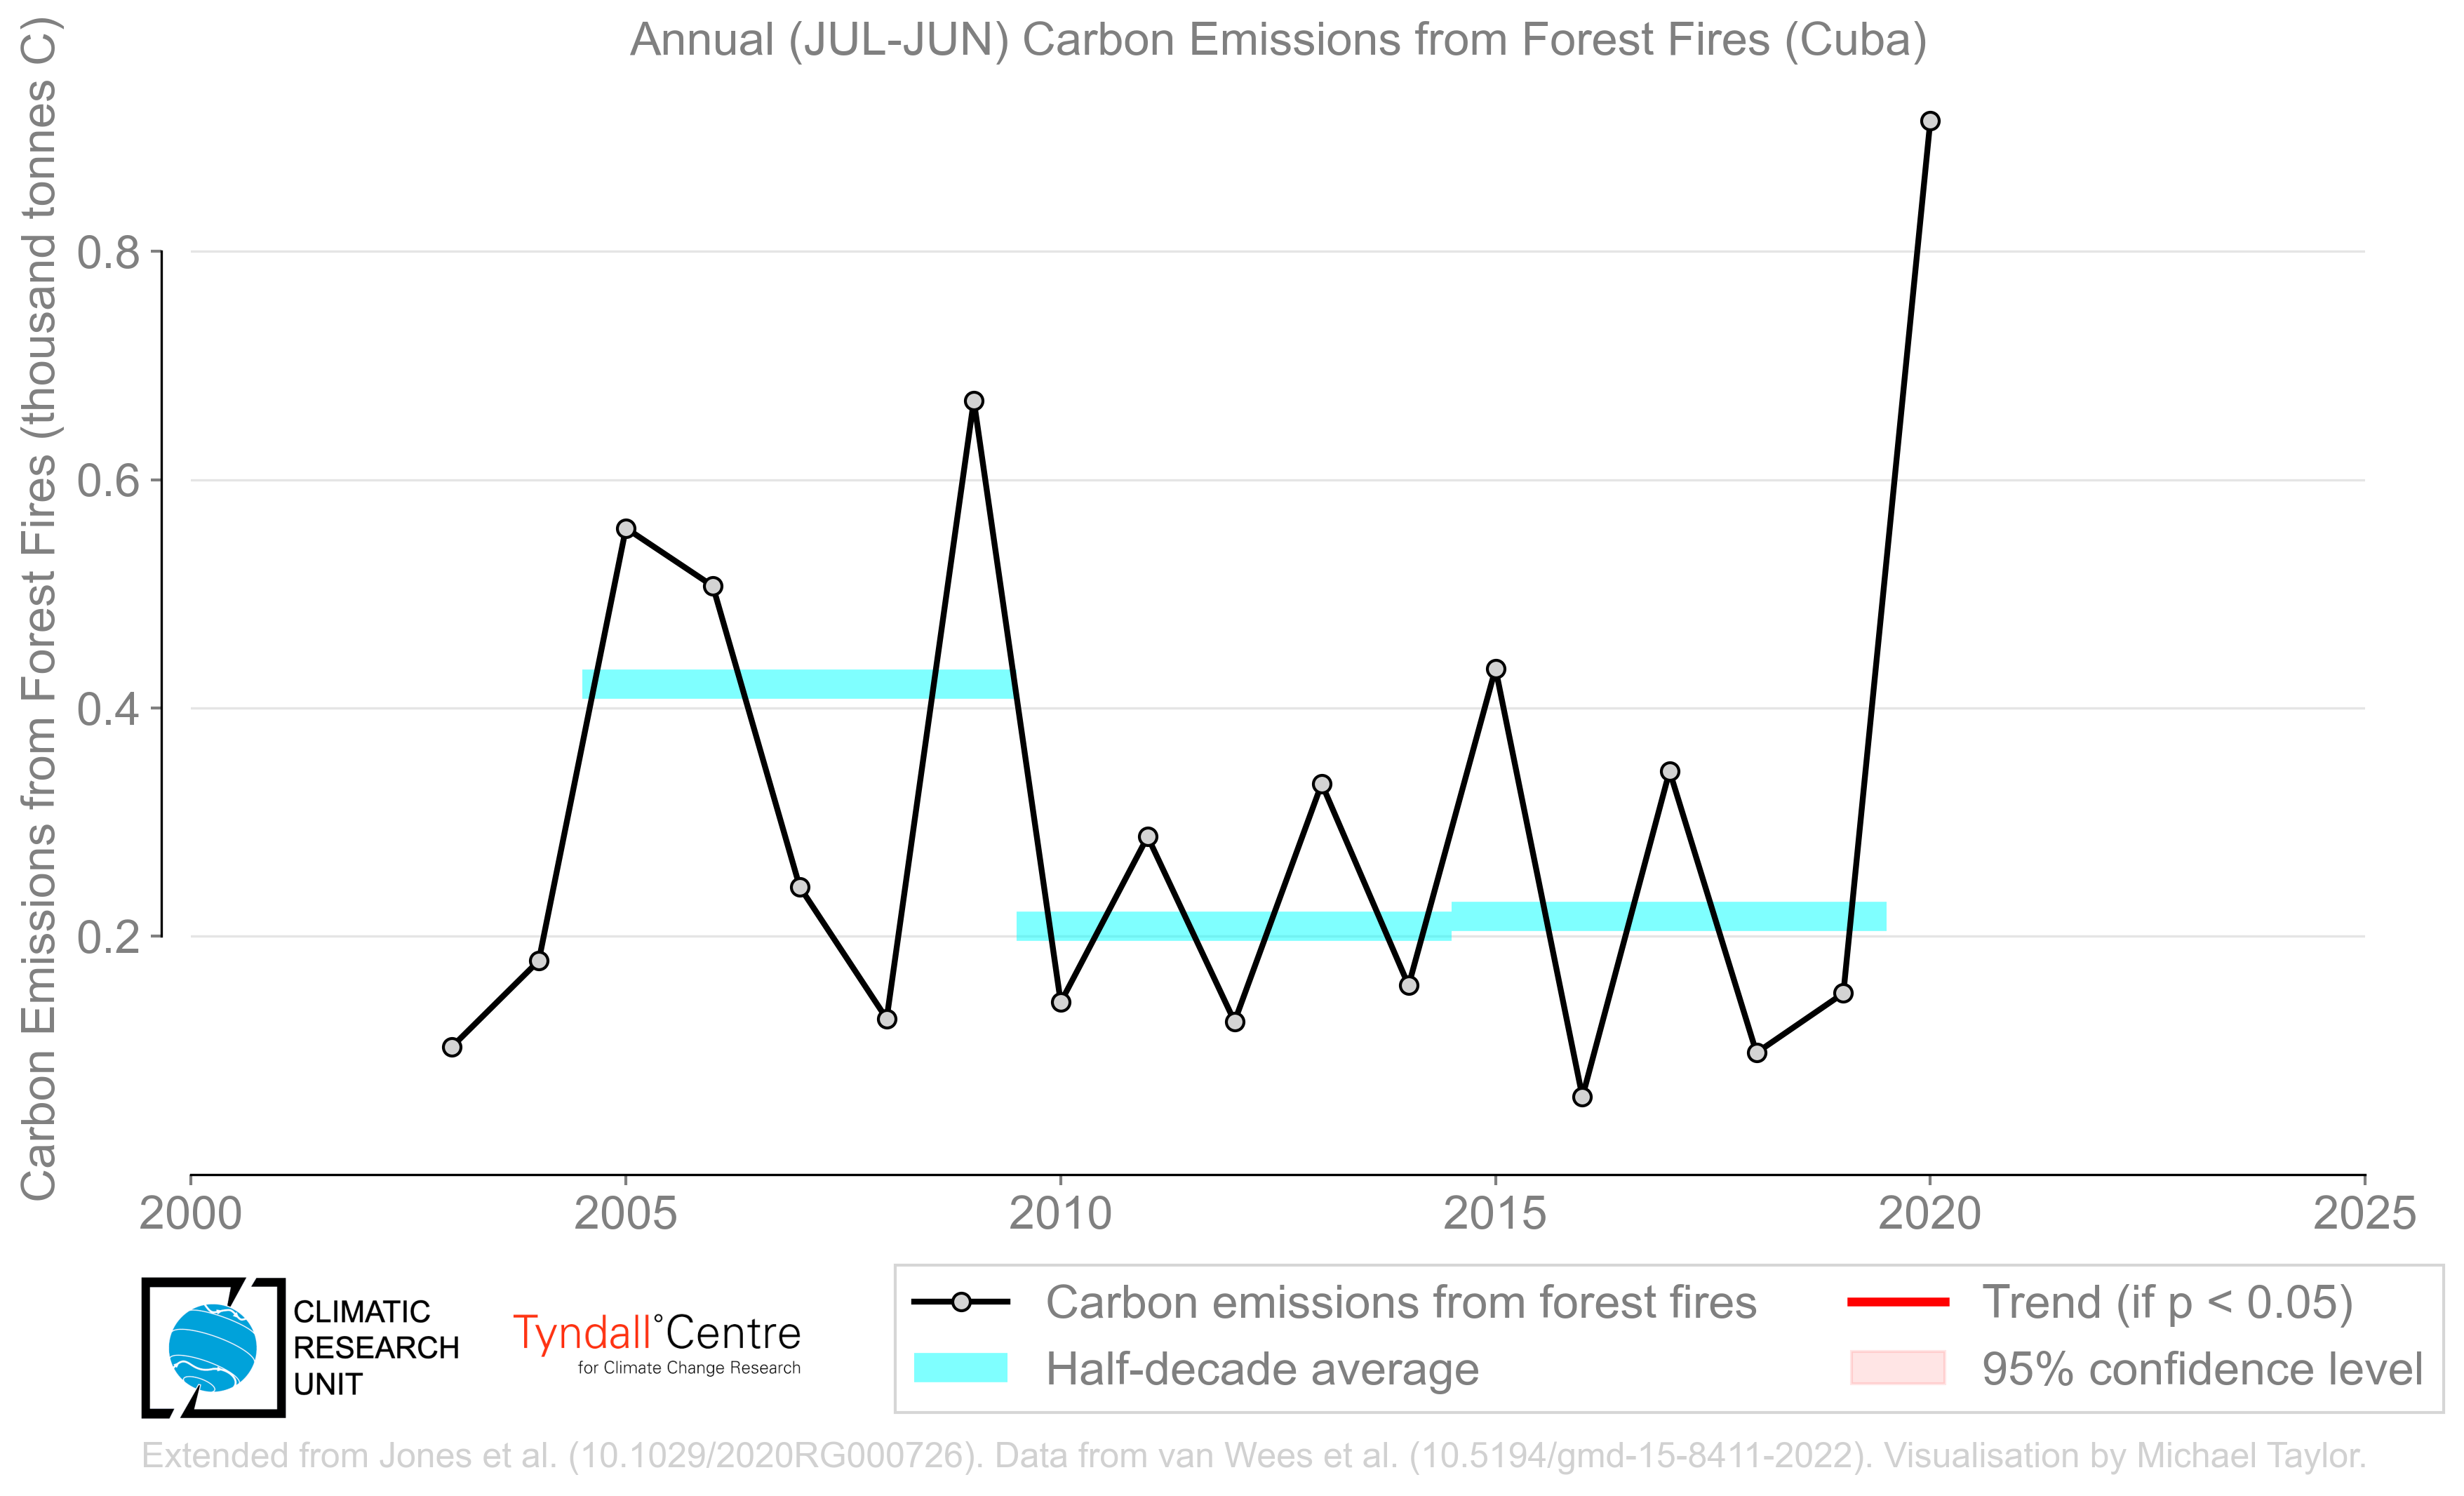 Annual (JUL-JUN) Carbon Emissions from Forest Fires (Cuba)
Carbon Emissions from Forest Fires (thousand tonnes C)
0.8
0.6
0.4
0.2
2000 2005 2010 2015 2020 2025
CLIMATIC
RESEARCH
UNIT
Tyndall°Centre
for Climate Change Research
Carbon emissions from forest fires
Half-decade average
Trend (if p < 0.05)
95% confidence level
Extended from Jones et al. (10.1029/2020RG000726). Data from van Wees et al. (10.5194/gmd-15-8411-2022). Visualisation by Michael Taylor.